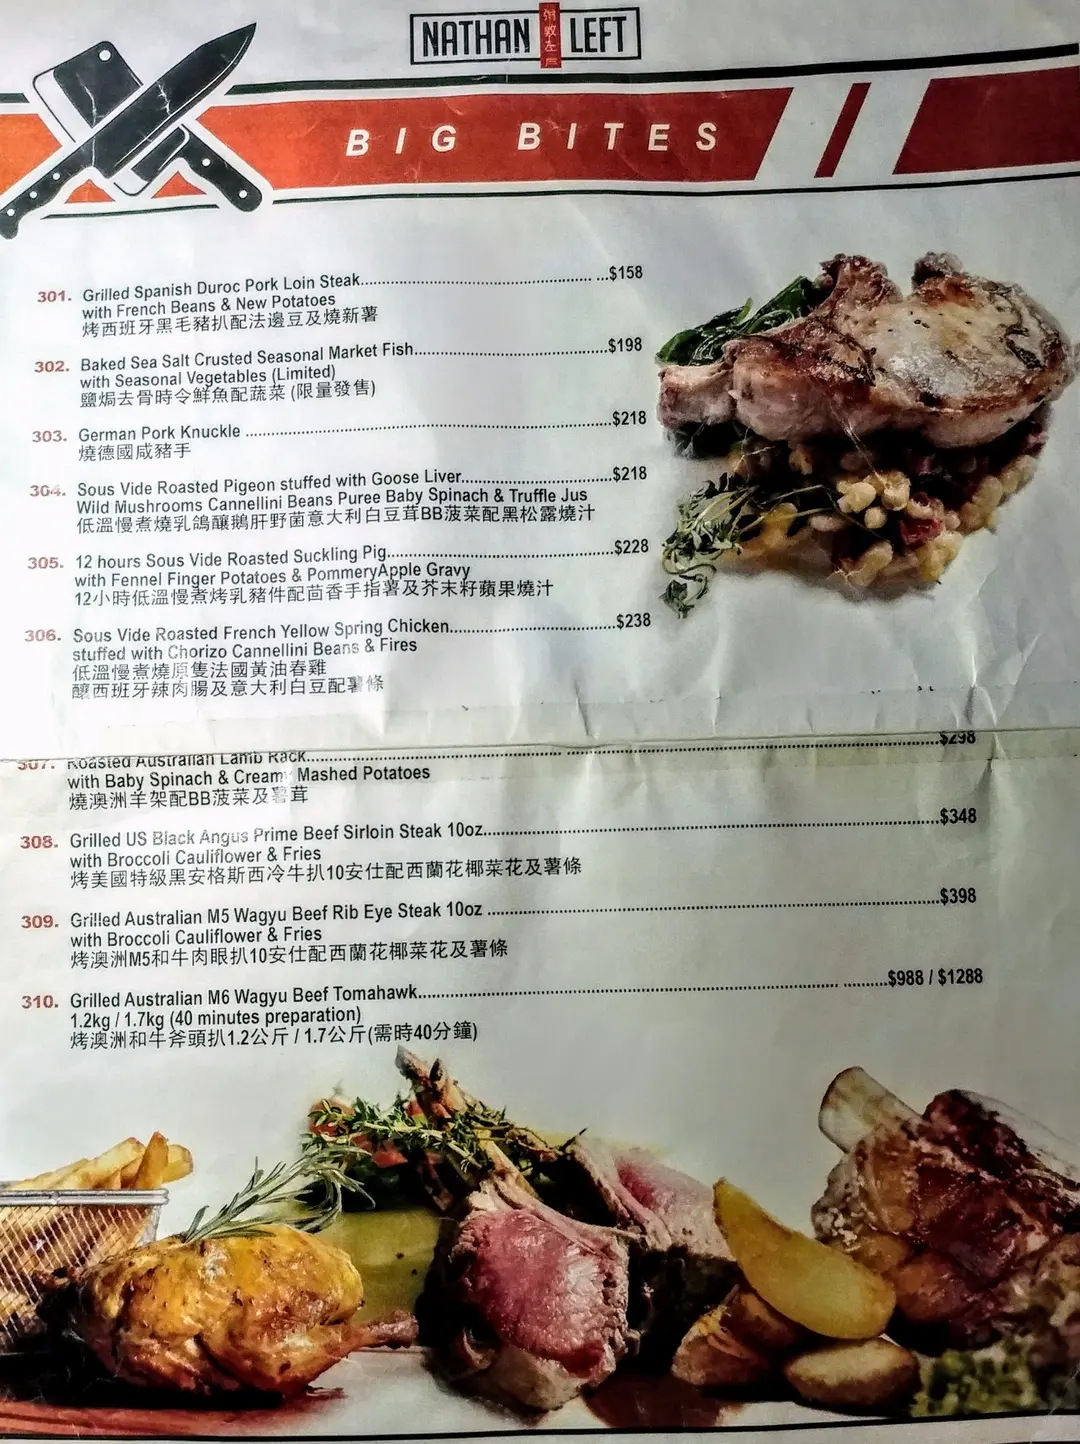 NATHAN LEFT
BIG BITES
301. Grilled Spanish Duroc Pork Loin Steak.......$158
with French Beans & New Potatoes
烤西班牙黑毛豬扒配法邊豆及燒新薯
302. Baked Sea Salt Crusted Seasonal Market Fish.......$198
with Seasonal Vegetables (Limited)
鹽焗去骨時令鮮魚配蔬菜 (限量發售)
303. German Pork Knuckle .......$218
燒德國咸豬手
304. Sous Vide Roasted Pigeon stuffed with Goose Liver.......$218
Wild Mushrooms Cannellini Beans Puree Baby Spinach & Truffle Jus
低溫慢煮燒乳鴿釀鵝肝野菌意大利白豆茸BB菠菜配黑松露燒汁
305. 12 hours Sous Vide Roasted Suckling Pig.......$228
with Fennel Finger Potatoes & PommeryApple Gravy
12小時低溫慢煮烤乳豬件配茴香手指薯及芥末籽蘋果燒汁
306. Sous Vide Roasted French Yellow Spring Chicken.......$238
stuffed with Chorizo Cannellini Beans & Fires
低溫慢煮燒原隻法國黃油春雞
釀西班牙辣肉腸及意大利白豆配薯條
307. Roasted Australian Lamb Rack.......$298
with Baby Spinach & Creamy Mashed Potatoes
燒澳洲羊架配BB菠菜及薯茸
308. Grilled US Black Angus Prime Beef Sirloin Steak 10oz.......$348
with Broccoli Cauliflower & Fries
烤美國特級黑安格斯西冷牛扒10安仕配西蘭花椰菜花及薯條
309. Grilled Australian M5 Wagyu Beef Rib Eye Steak 10oz .......$398
with Broccoli Cauliflower & Fries
烤澳洲M5和牛肉眼扒10安仕配西蘭花椰菜花及薯條
310. Grilled Australian M6 Wagyu Beef Tomahawk.......$988 / $1288
1.2kg / 1.7kg (40 minutes preparation)
烤澳洲和牛斧頭扒1.2公斤 / 1.7公斤(需時40分鐘)